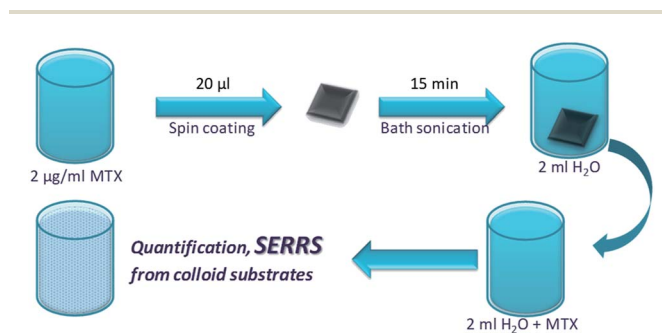 20 µl
15 min
Spin coating
Bath sonication
2 µg/ml MTX
2 ml H₂O
Quantification, SERRS
from colloid substrates
2 ml H₂O + MTX